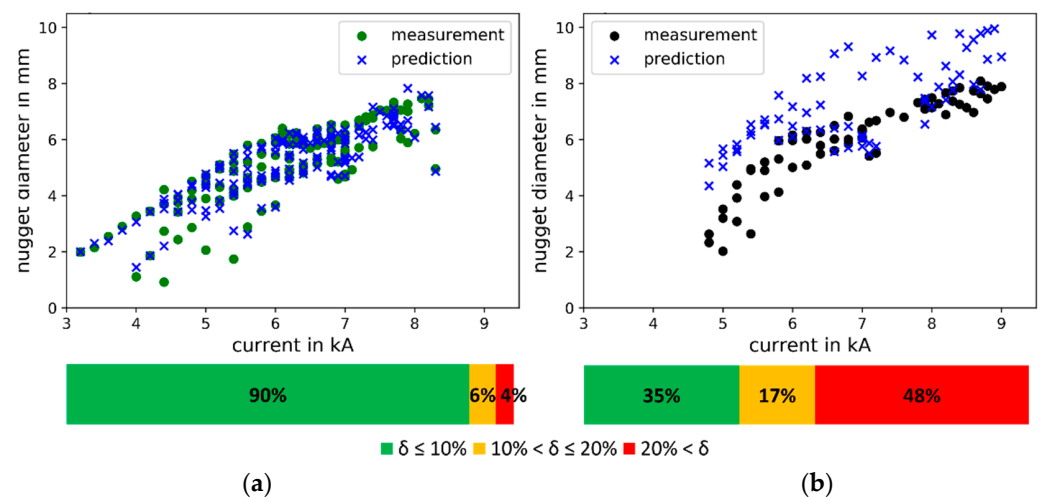 10
8
6
4
2
0
nugget diameter in mm
measurement
prediction
3 4 5 6 7 8 9
current in kA
90% 6% 4%
10
8
6
4
2
0
nugget diameter in mm
measurement
prediction
3 4 5 6 7 8 9
current in kA
35% 17% 48%
δ ≤ 10% 10% < δ ≤ 20% 20% < δ
(a) (b)